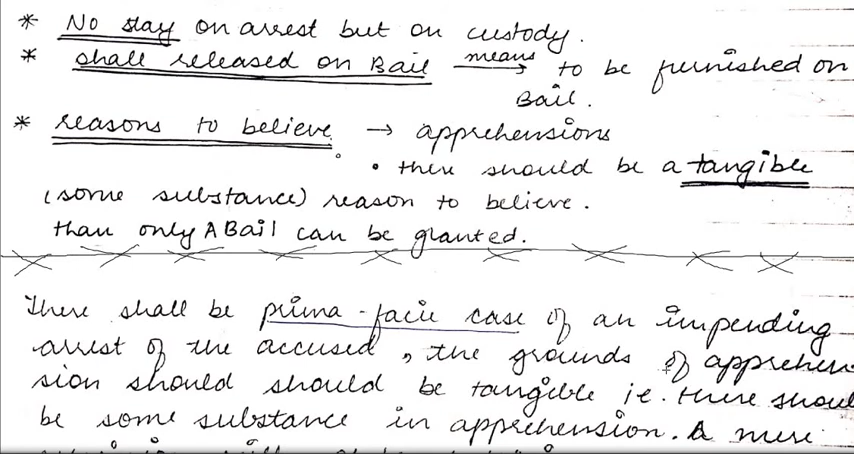 * No stay on arrest but on custody.
* shall released on Bail means → to be furnished on
Bail.
* reasons to believe → apprehensions
• there should be a tangible
(some substance) reason to believe.
than only A Bail can be granted.
There shall be prima-facie case of an impending
arrest of the accused, the grounds of apprehen-
sion should should be tangible ie. there shoul
be some substance in apprehension. A mere